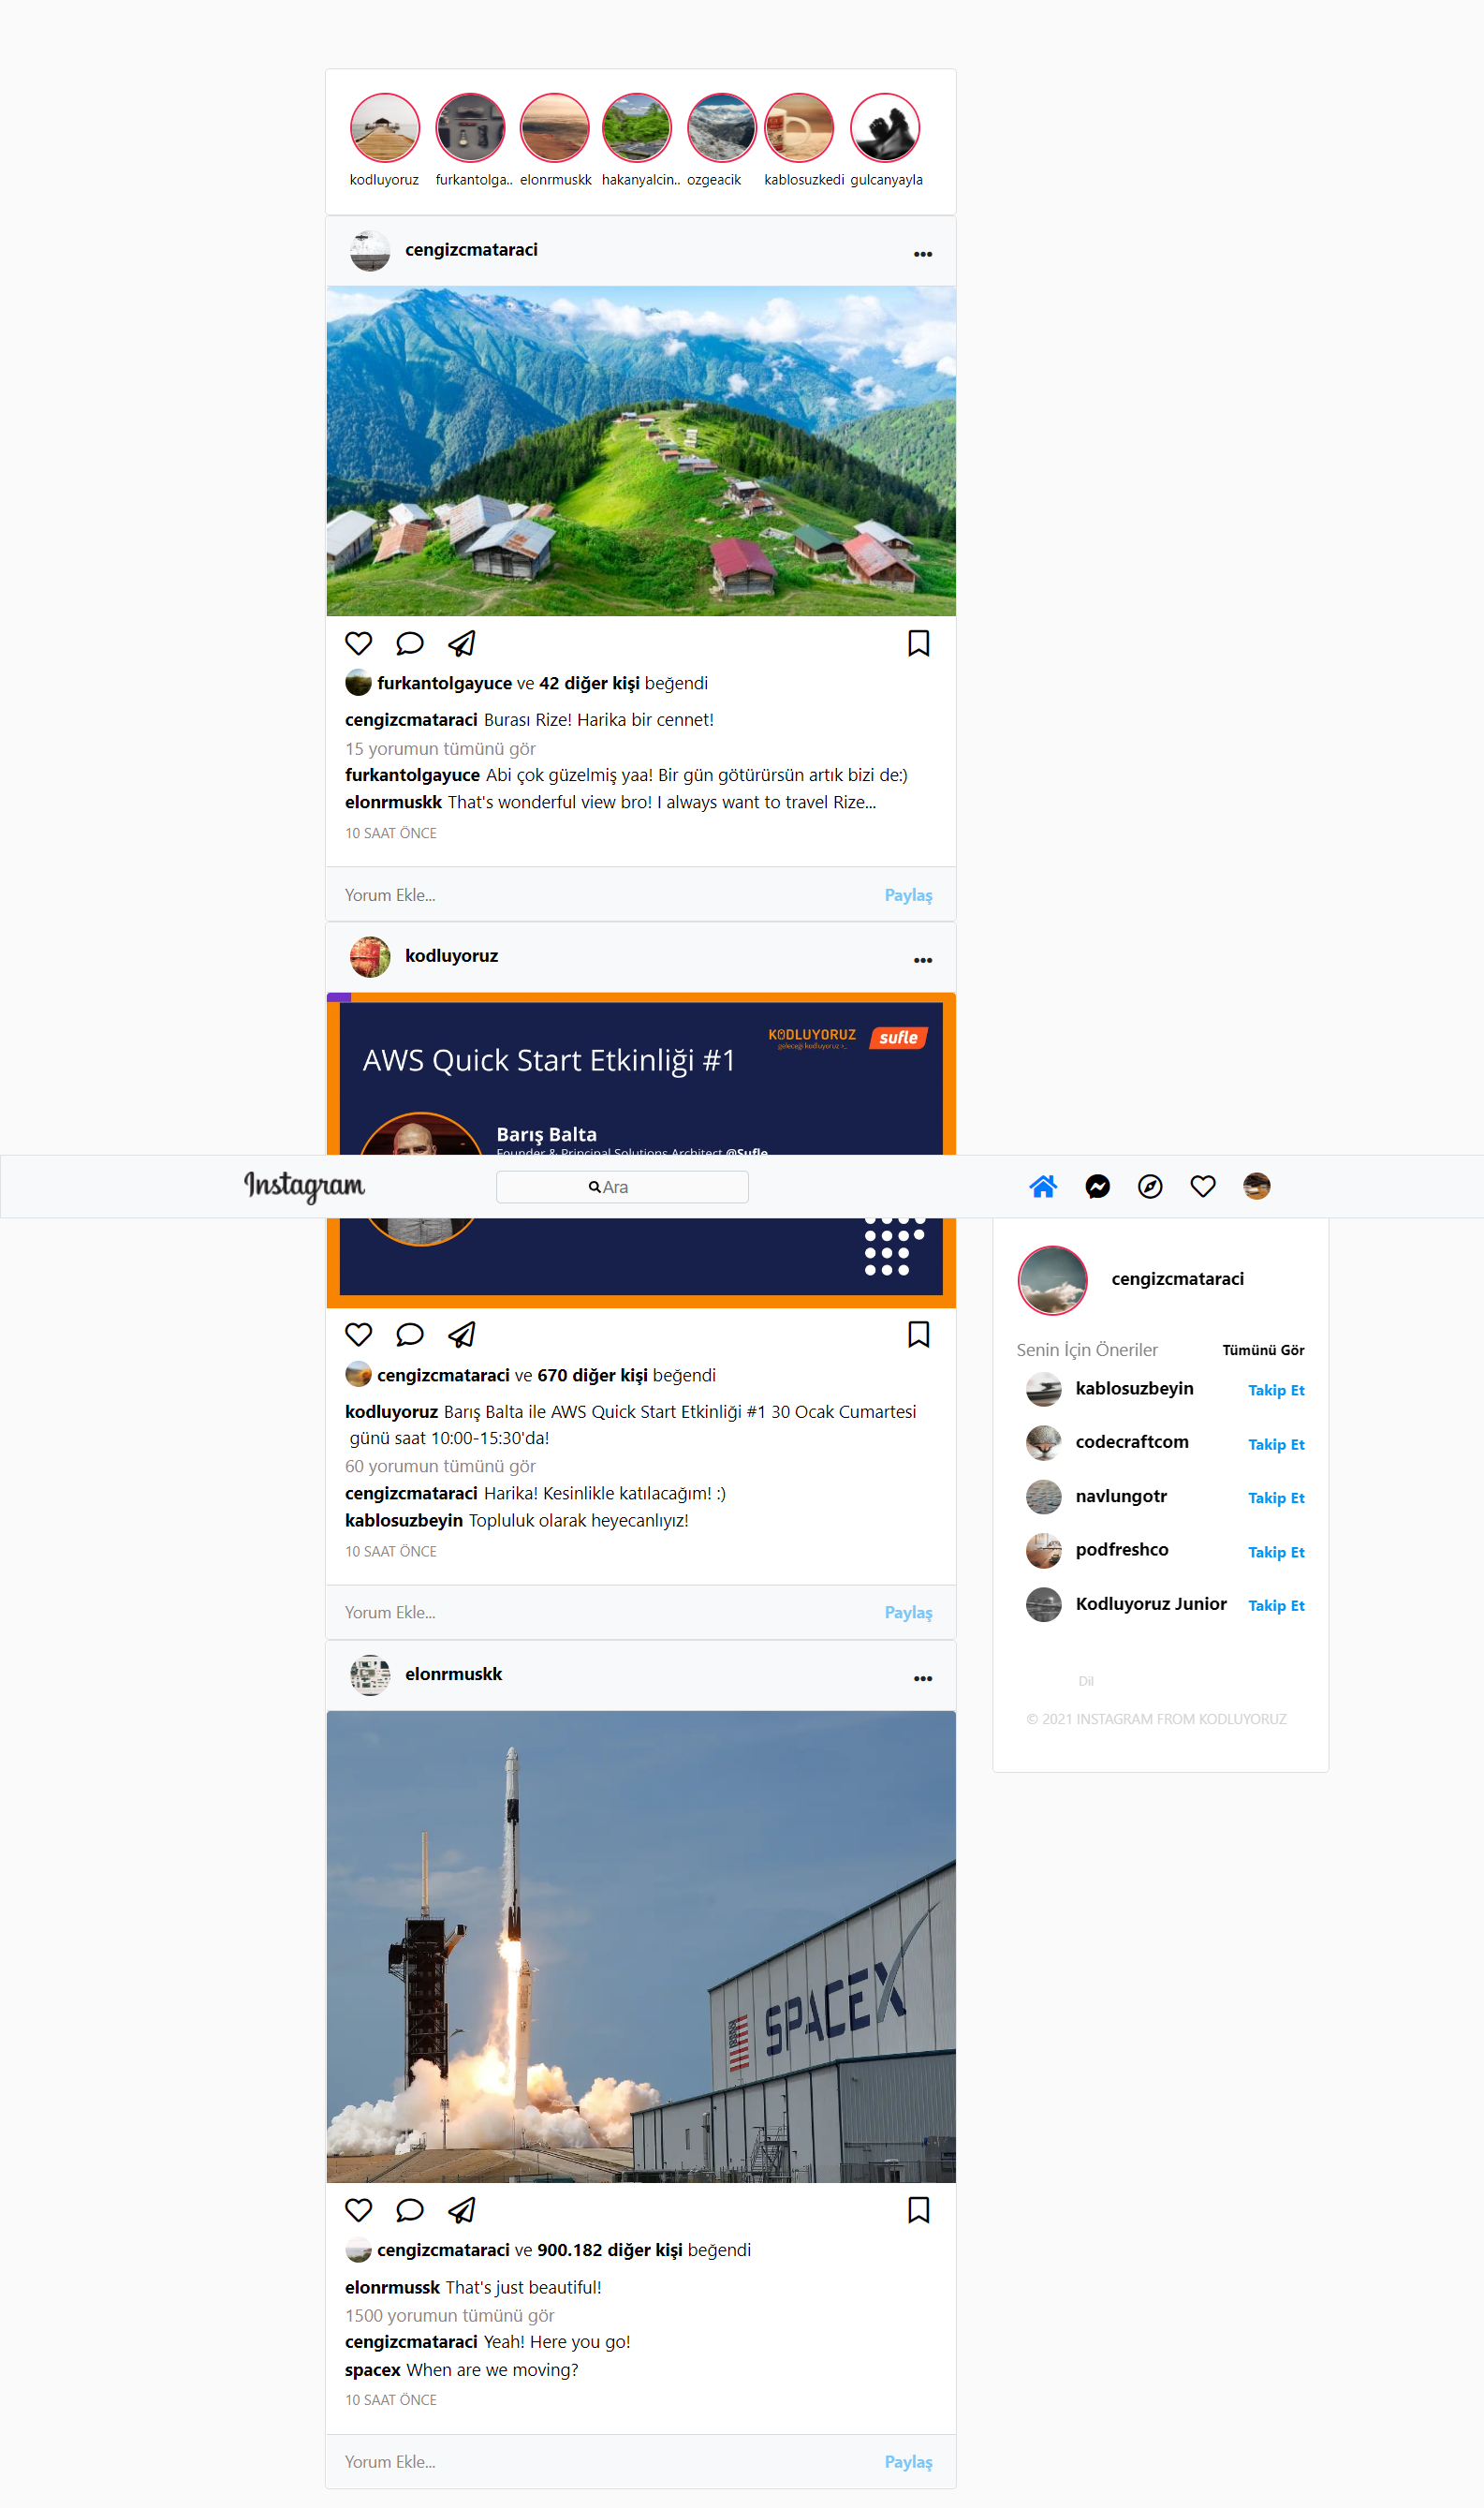 kodluyoruz
furkantolga..
elonrmuskk
hakanyalcin..
ozgeacik
kablosuzkedi
gulcanyayla
cengizcmataraci
furkantolgayuce ve 42 diğer kişi beğendi
cengizcmataraci Burası Rize! Harika bir cennet!
15 yorumun tümünü gör
furkantolgayuce Abi çok güzelmiş yaa! Bir gün götürürsün artık bizi de:)
elonrmuskk That's wonderful view bro! I always want to travel Rize...
10 SAAT ÖNCE
Yorum Ekle...
Paylaş
kodluyoruz
KODLUYORUZ
geleceği kodluyoruz >_
sufle
AWS Quick Start Etkinliği #1
Barış Balta
Founder & Principal Solutions Architect @Sufle
Instagram
Ara
cengizcmataraci ve 670 diğer kişi beğendi
kodluyoruz Barış Balta ile AWS Quick Start Etkinliği #1 30 Ocak Cumartesi
günü saat 10:00-15:30'da!
60 yorumun tümünü gör
cengizcmataraci Harika! Kesinlikle katılacağım! :)
kablosuzbeyin Topluluk olarak heyecanlıyız!
10 SAAT ÖNCE
Yorum Ekle...
Paylaş
cengizcmataraci
Senin İçin Öneriler
Tümünü Gör
kablosuzbeyin
Takip Et
codecraftcom
Takip Et
navlungotr
Takip Et
podfreshco
Takip Et
Kodluyoruz Junior
Takip Et
Dil
© 2021 INSTAGRAM FROM KODLUYORUZ
elonrmuskk
SPACEX
cengizcmataraci ve 900.182 diğer kişi beğendi
elonrmussk That's just beautiful!
1500 yorumun tümünü gör
cengizcmataraci Yeah! Here you go!
spacex When are we moving?
10 SAAT ÖNCE
Yorum Ekle...
Paylaş